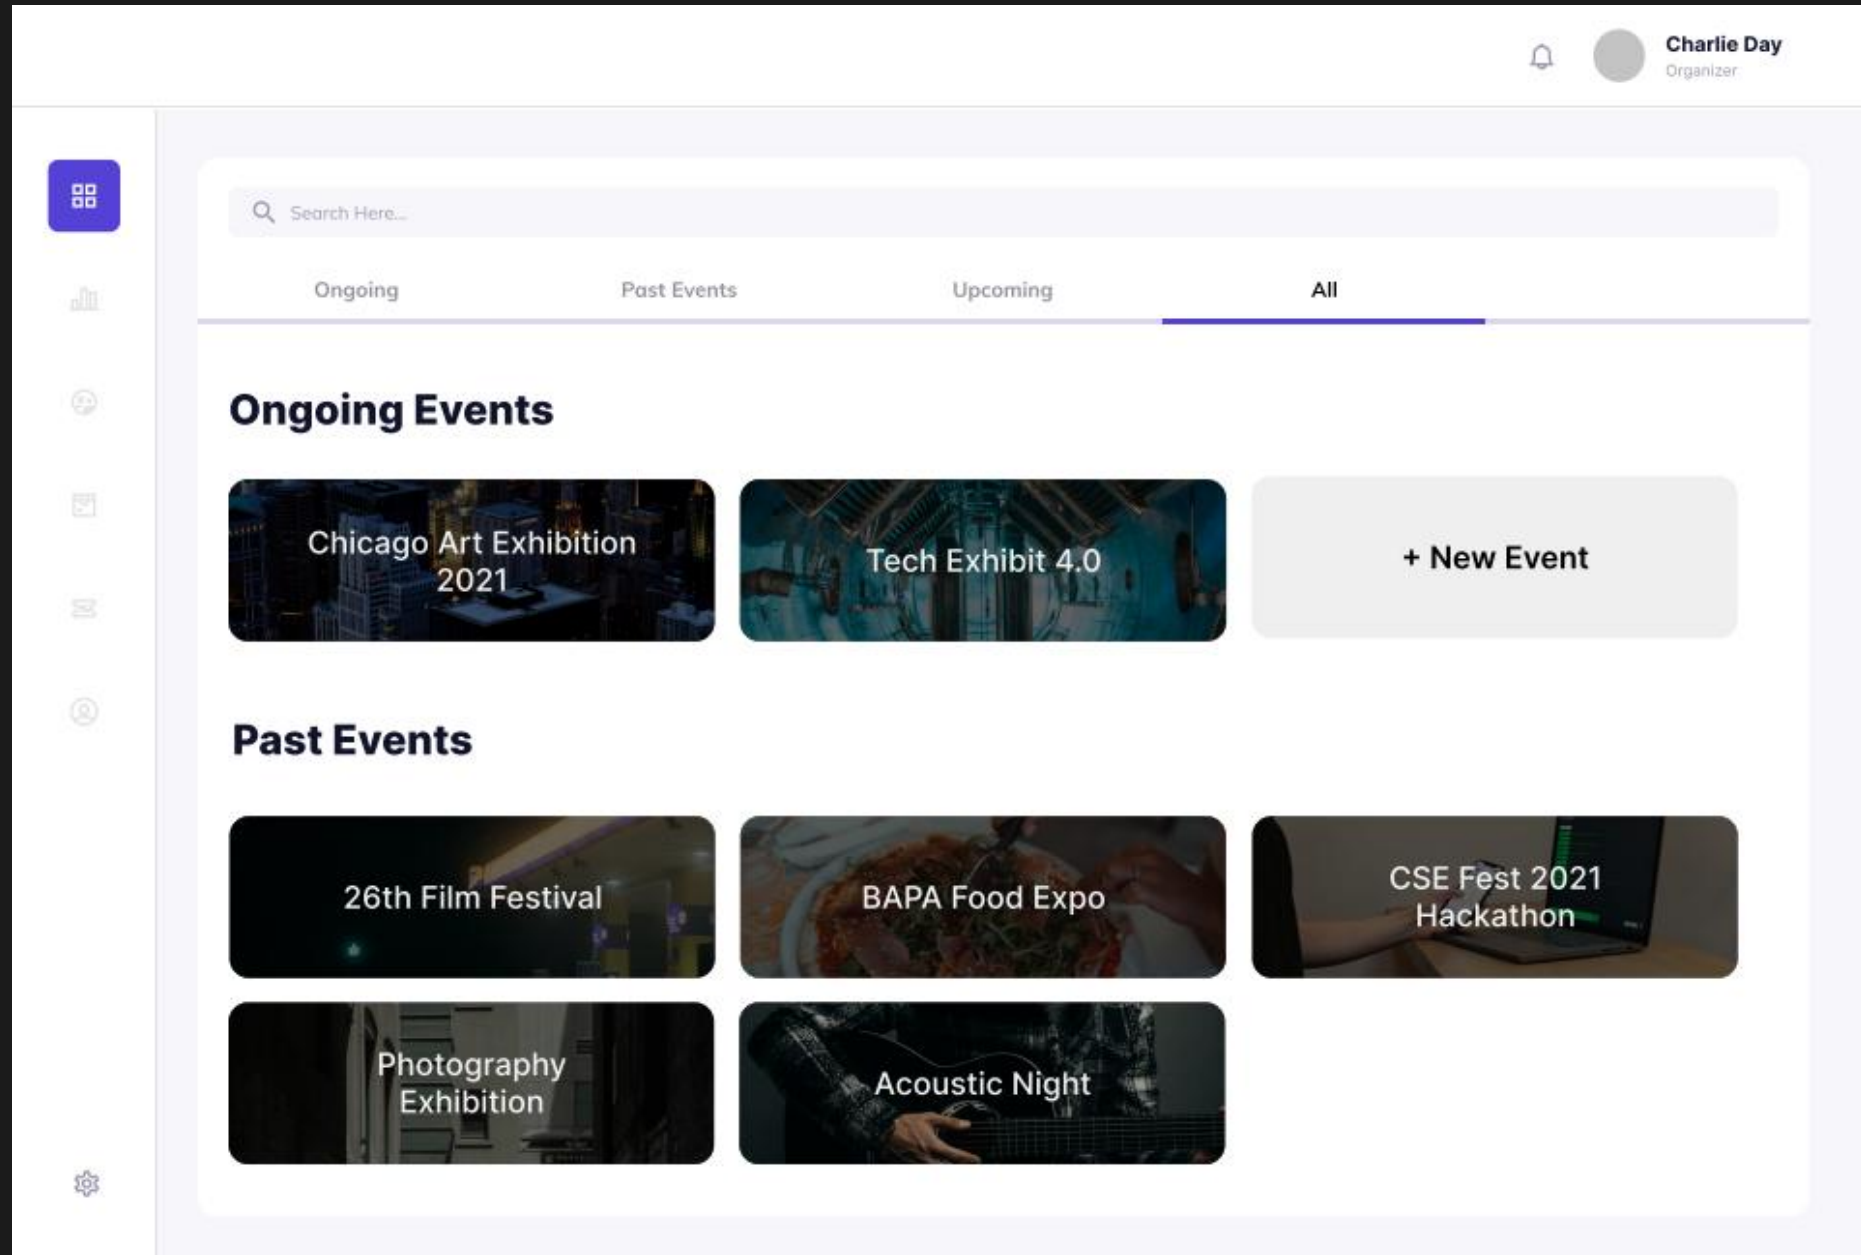 Charlie Day
Organizer
Search Here...
Ongoing
Past Events
Upcoming
All
Ongoing Events
Chicago Art Exhibition
2021
Tech Exhibit 4.0
+ New Event
Past Events
26th Film Festival
BAPA Food Expo
CSE Fest 2021
Hackathon
Photography
Exhibition
Acoustic Night